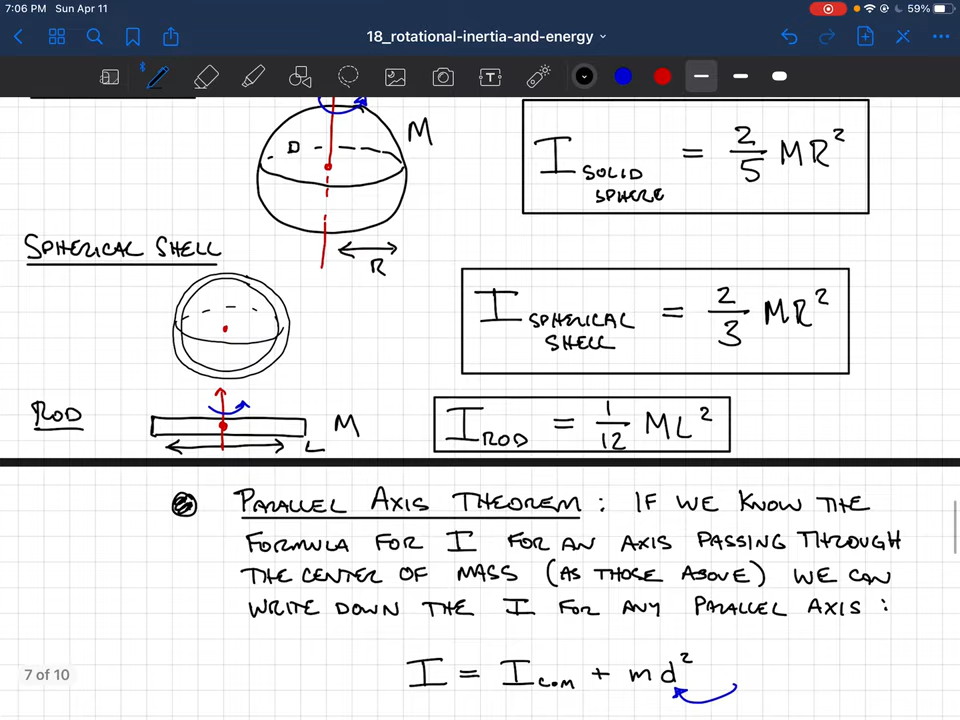 7:06 PM Sun Apr 11
59%
18_rotational-inertia-and-energy
T
M
I SOLID SPHERE = 2/5 MR²
R
SPHERICAL SHELL
I SPHERICAL SHELL = 2/3 MR²
ROD
M
L
I ROD = 1/12 ML²
PARALLEL AXIS THEOREM : IF WE KNOW THE
FORMULA FOR I FOR AN AXIS PASSING THROUGH
THE CENTER OF MASS (AS THOSE ABOVE) WE CAN
WRITE DOWN THE I FOR ANY PARALLEL AXIS :
7 of 10
I = I COM + md²